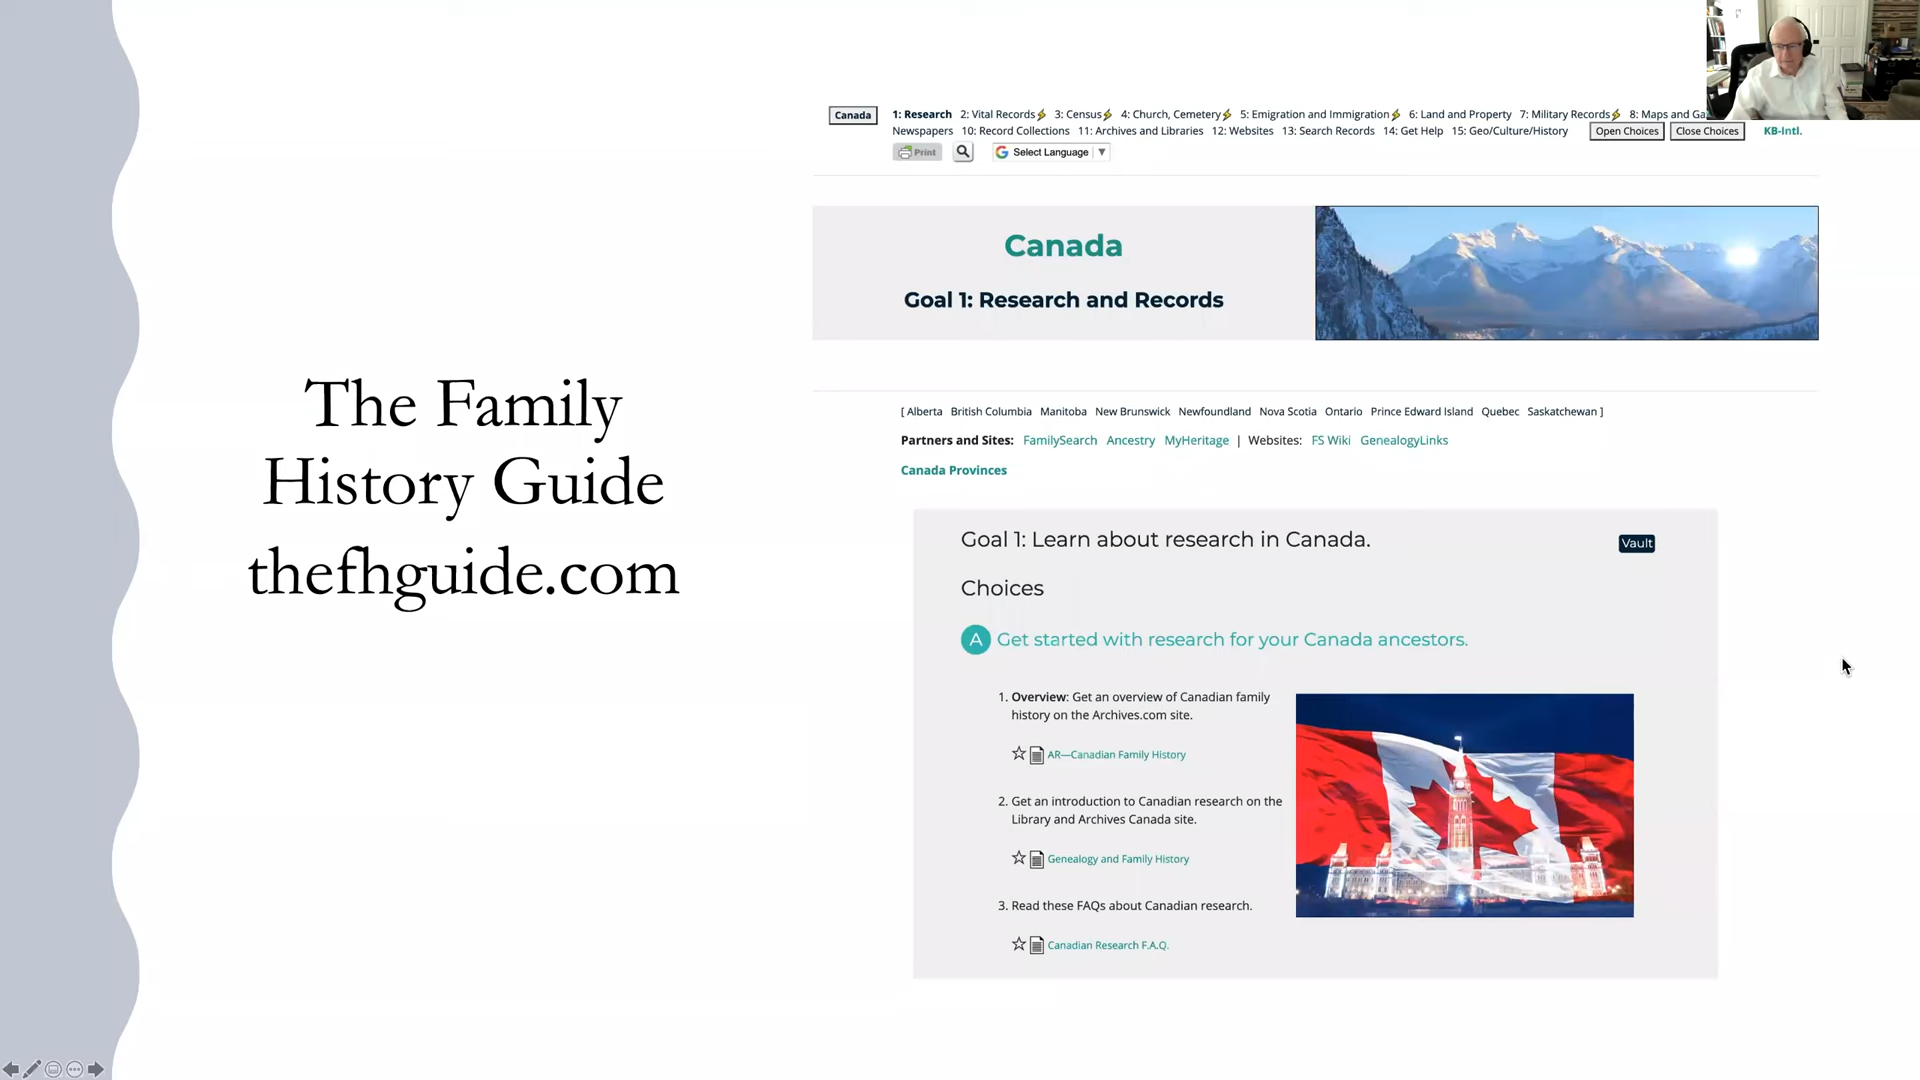 The Family
History Guide
thefhguide.com
Canada
1: Research 2: Vital Records 3: Census 4: Church, Cemetery 5: Emigration and Immigration 6: Land and Property 7: Military Records 8: Maps and
Newspapers 10: Record Collections 11: Archives and Libraries 12: Websites 13: Search Records 14: Get Help 15: Geo/Culture/History Open Choices Close Choices KB-Intl.
Print Select Language
Canada
Goal 1: Research and Records
[ Alberta British Columbia Manitoba New Brunswick Newfoundland Nova Scotia Ontario Prince Edward Island Quebec Saskatchewan ]
Partners and Sites: FamilySearch Ancestry MyHeritage | Websites: FS Wiki GenealogyLinks
Canada Provinces
Goal 1: Learn about research in Canada.
Vault
Choices
A Get started with research for your Canada ancestors.
1. Overview: Get an overview of Canadian family
history on the Archives.com site.
AR—Canadian Family History
2. Get an introduction to Canadian research on the
Library and Archives Canada site.
Genealogy and Family History
3. Read these FAQs about Canadian research.
Canadian Research F.A.Q.